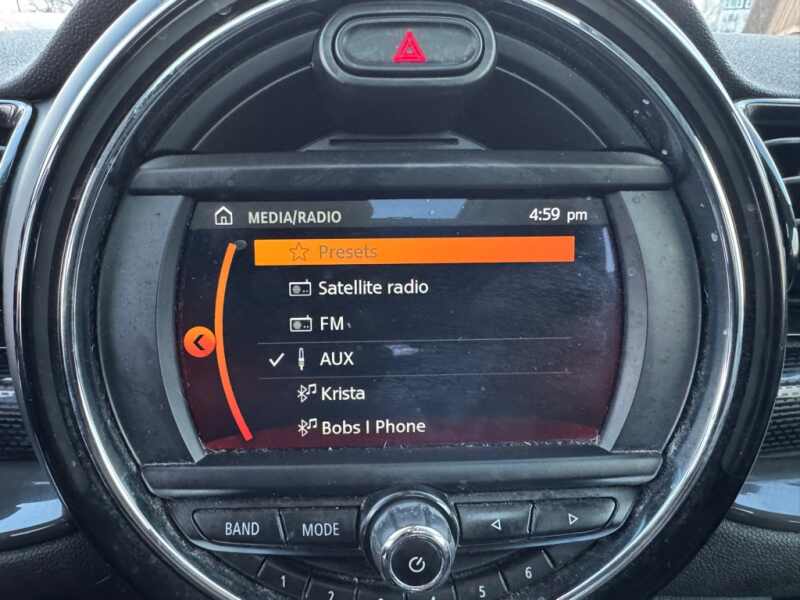 MEDIA/RADIO 4:59 pm
Presets
Satellite radio
FM
AUX
Krista
Bobs I Phone
BAND MODE
1 2 3 4 5 6